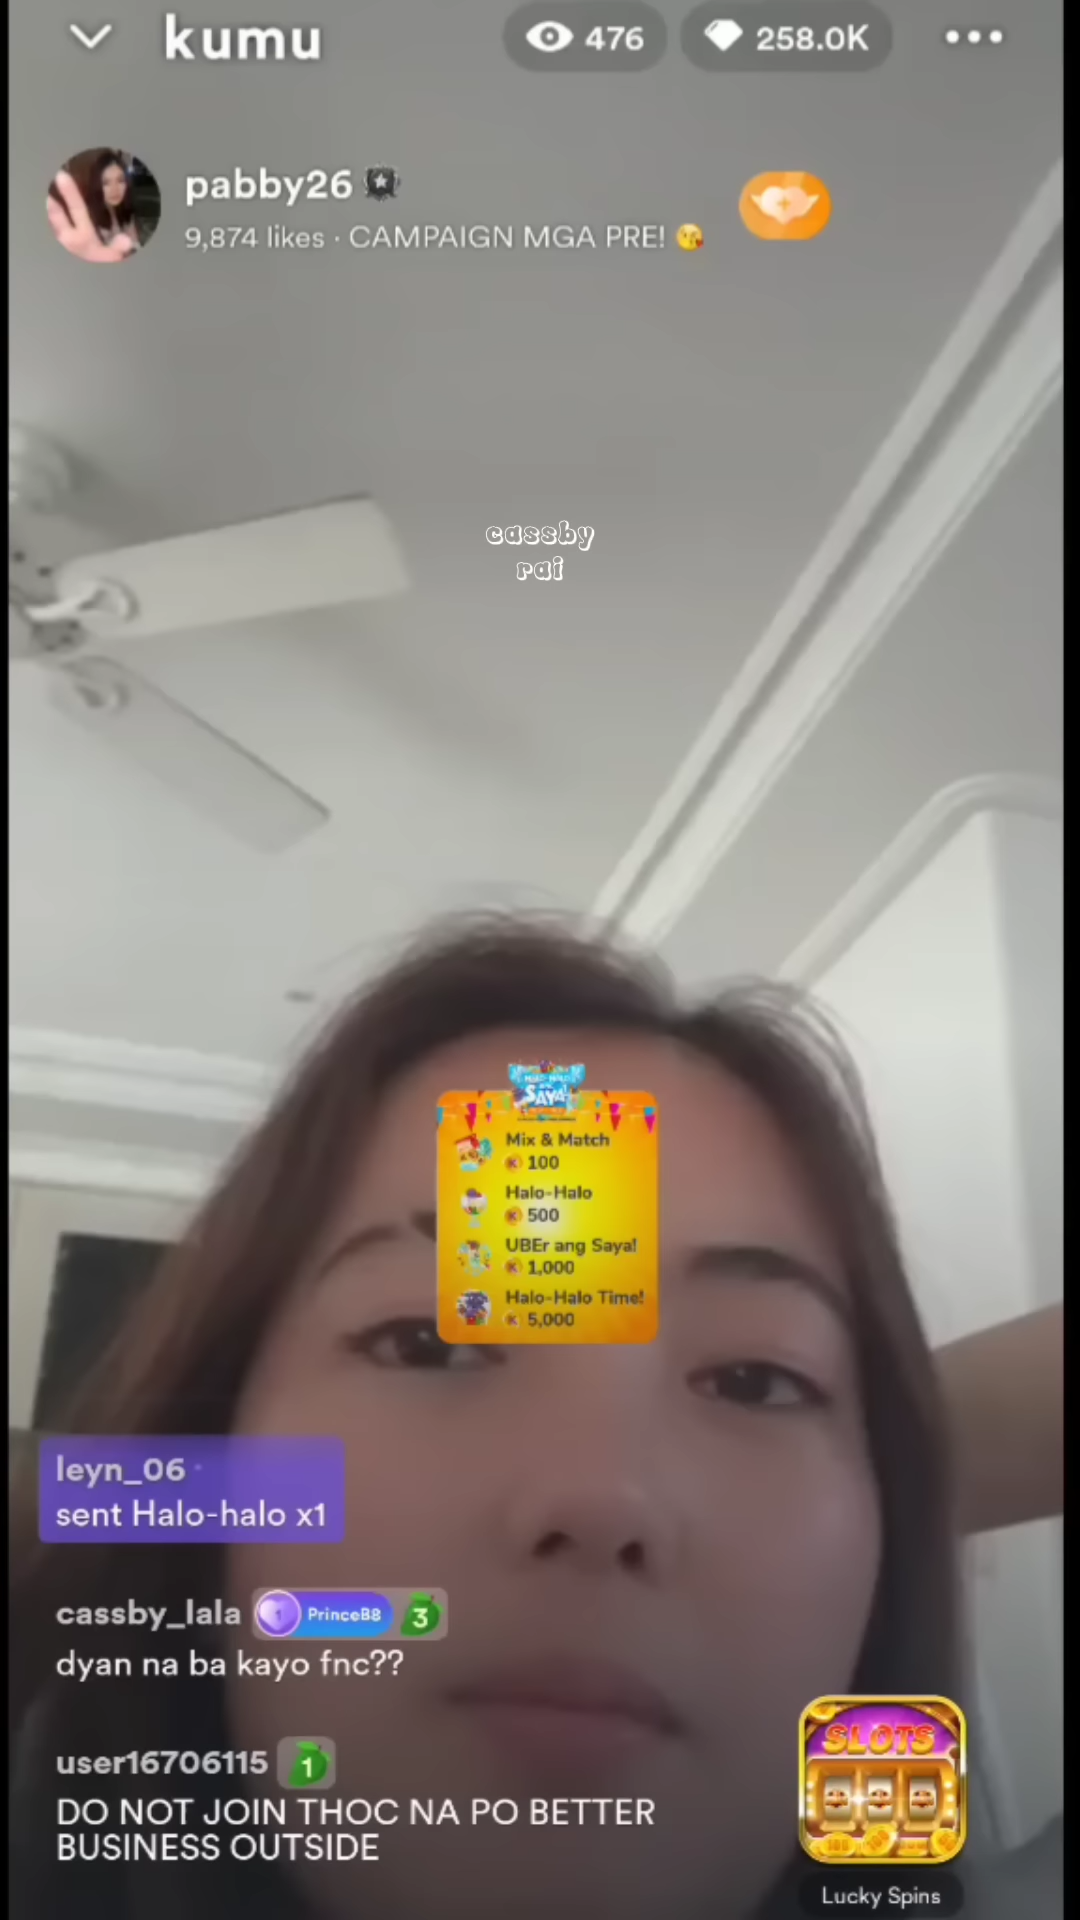 kumu
476
258.0K
pabby26
9,874 likes · CAMPAIGN MGA PRE! 😘
cassby
rai
SAYA!
Mix & Match
K 100
Halo-Halo
K 500
UBEr ang Saya!
K 1,000
Halo-Halo Time!
K 5,000
leyn_06
sent Halo-halo x1
cassby_lala 1 PrinceB8 3
dyan na ba kayo fnc??
user16706115 1
DO NOT JOIN THOC NA PO BETTER
BUSINESS OUTSIDE
SLOTS
Lucky Spins